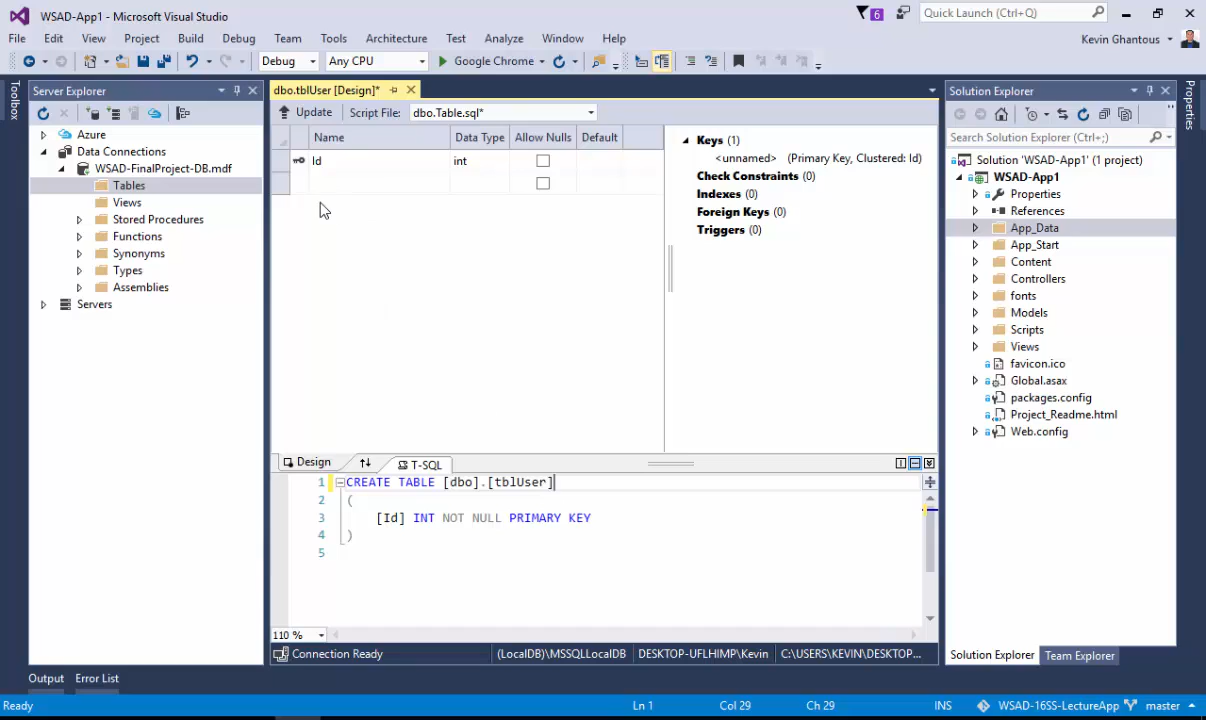 WSAD-App1 - Microsoft Visual Studio
6
Quick Launch (Ctrl+Q)
File Edit View Project Build Debug Team Tools Architecture Test Analyze Window Help
Kevin Ghantous
Debug Any CPU Google Chrome
Toolbox
Server Explorer
Azure
Data Connections
WSAD-FinalProject-DB.mdf
Tables
Views
Stored Procedures
Functions
Synonyms
Types
Assemblies
Servers
dbo.tblUser [Design]*
Update Script File: dbo.Table.sql*
Name Data Type Allow Nulls Default
Id int
Keys (1)
<unnamed> (Primary Key, Clustered: Id)
Check Constraints (0)
Indexes (0)
Foreign Keys (0)
Triggers (0)
Design T-SQL
1 CREATE TABLE [dbo].[tblUser]
2 (
3 [Id] INT NOT NULL PRIMARY KEY
4 )
5
110 %
Connection Ready (LocalDB)\MSSQLLocalDB DESKTOP-UFLHIMP\Kevin C:\USERS\KEVIN\DESKTOP...
Solution Explorer
Search Solution Explorer (Ctrl+;)
Solution 'WSAD-App1' (1 project)
WSAD-App1
Properties
References
App_Data
App_Start
Content
Controllers
fonts
Models
Scripts
Views
favicon.ico
Global.asax
packages.config
Project_Readme.html
Web.config
Solution Explorer Team Explorer
Properties
Output Error List
Ready Ln 1 Col 29 Ch 29 INS WSAD-16SS-LectureApp master